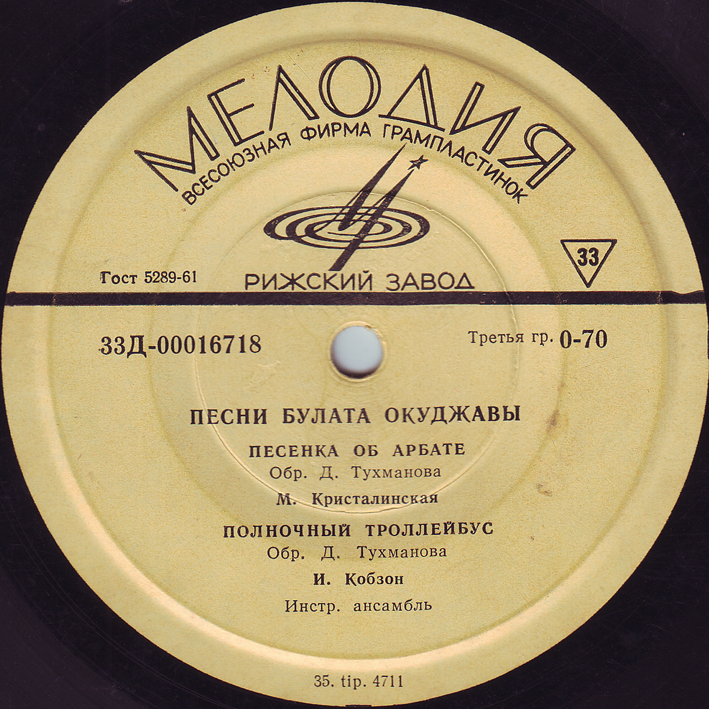 МЕЛОДИЯ
ВСЕСОЮЗНАЯ ФИРМА ГРАМПЛАСТИНОК
Гост 5289-61
РИЖСКИЙ ЗАВОД
33
33Д-00016718
Третья гр. 0-70
ПЕСНИ БУЛАТА ОКУДЖАВЫ
ПЕСЕНКА ОБ АРБАТЕ
Обр. Д. Тухманова
М. Кристалинская
ПОЛНОЧНЫЙ ТРОЛЛЕЙБУС
Обр. Д. Тухманова
И. Кобзон
Инстр. ансамбль
35. tip. 4711